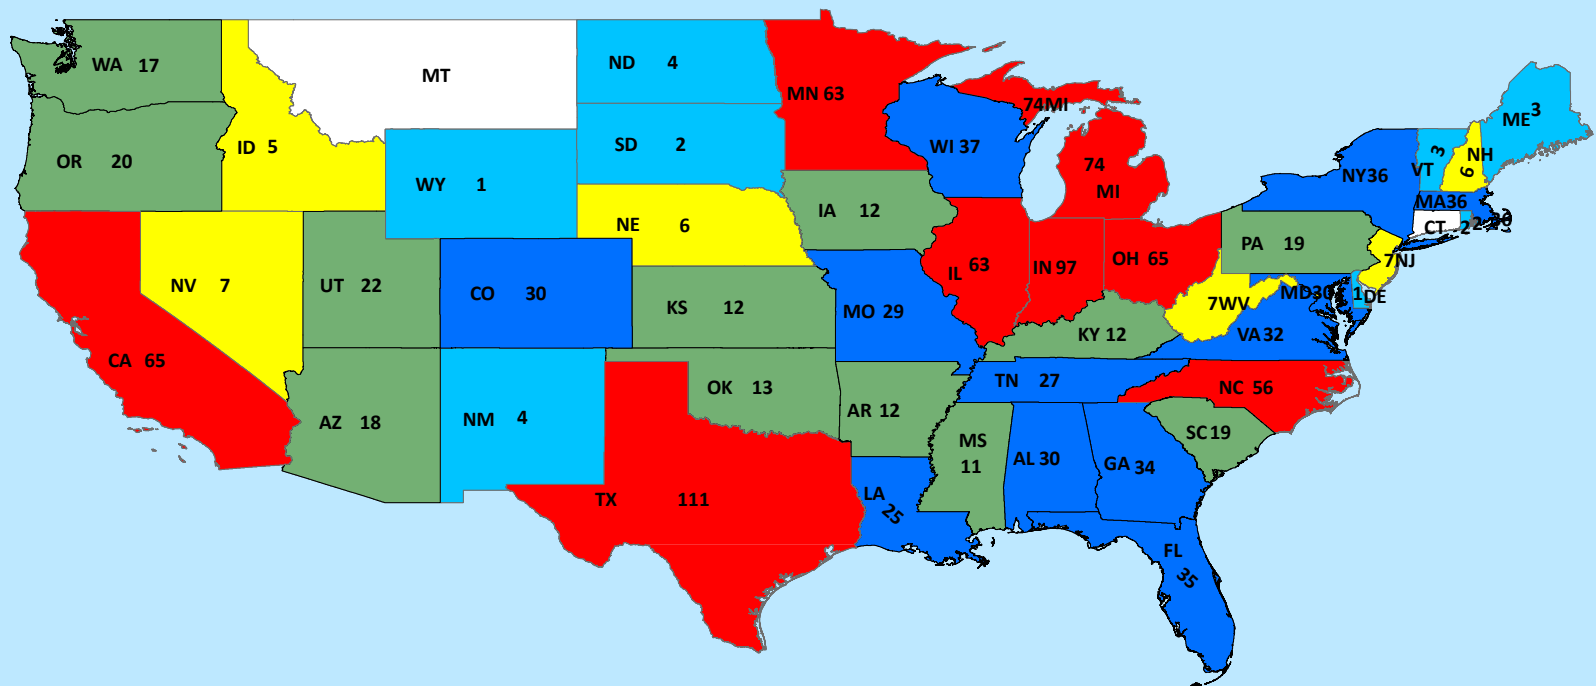 WA 17
MT
ND 4
MN 63
74MI
ME3
OR 20
ID 5
SD 2
WI 37
74
MI
NY36
VT 3
NH
6
WY 1
NE 6
IA 12
MA36
CT 2
NV 7
UT 22
CO 30
KS 12
MO 29
IL 63
IN 97
OH 65
PA 19
7NJ
7WV
MD30
1DE
KY 12
VA32
CA 65
AZ 18
NM 4
OK 13
AR 12
TN 27
NC 56
MS
11
AL 30
GA 34
SC19
TX 111
LA
25
FL
35